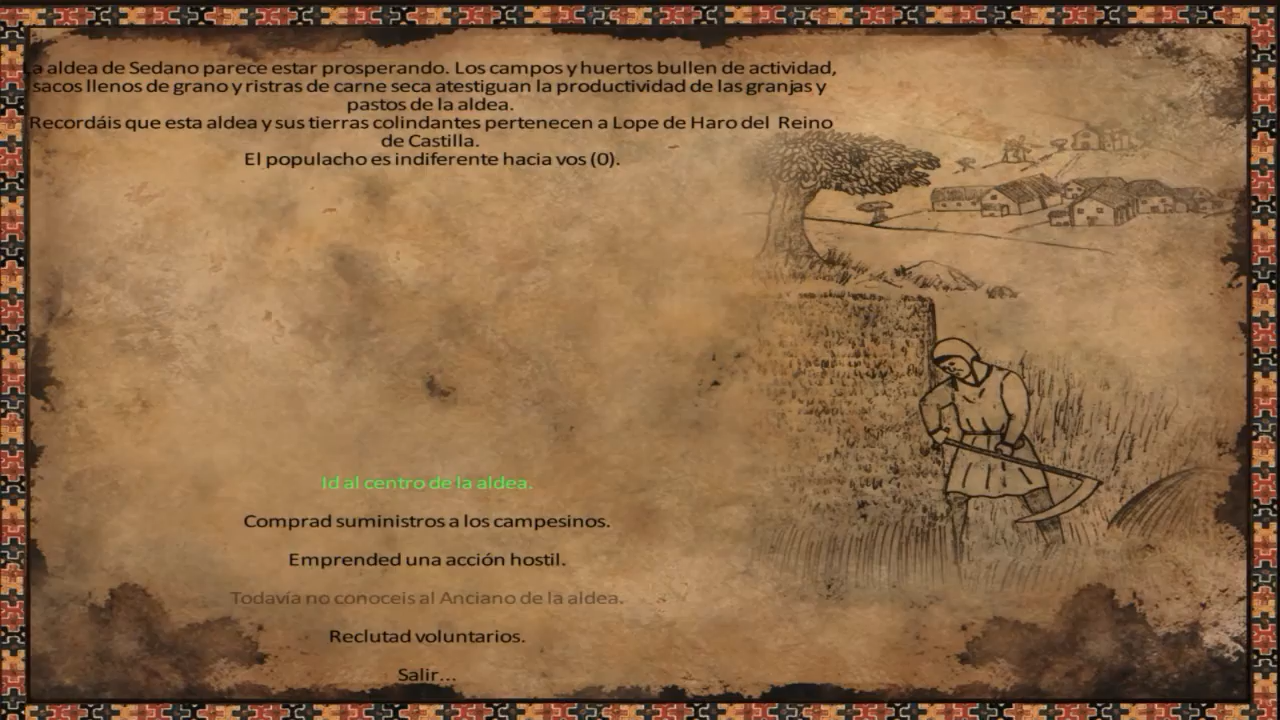 La aldea de Sedano parece estar prosperando. Los campos y huertos bullen de actividad,
sacos llenos de grano y ristras de carne seca atestiguan la productividad de las granjas y
pastos de la aldea.
Recordáis que esta aldea y sus tierras colindantes pertenecen a Lope de Haro del Reino
de Castilla.
El populacho es indiferente hacia vos (0).
Id al centro de la aldea.
Comprad suministros a los campesinos.
Emprended una acción hostil.
Todavía no conoceis al Anciano de la aldea.
Reclutad voluntarios.
Salir...